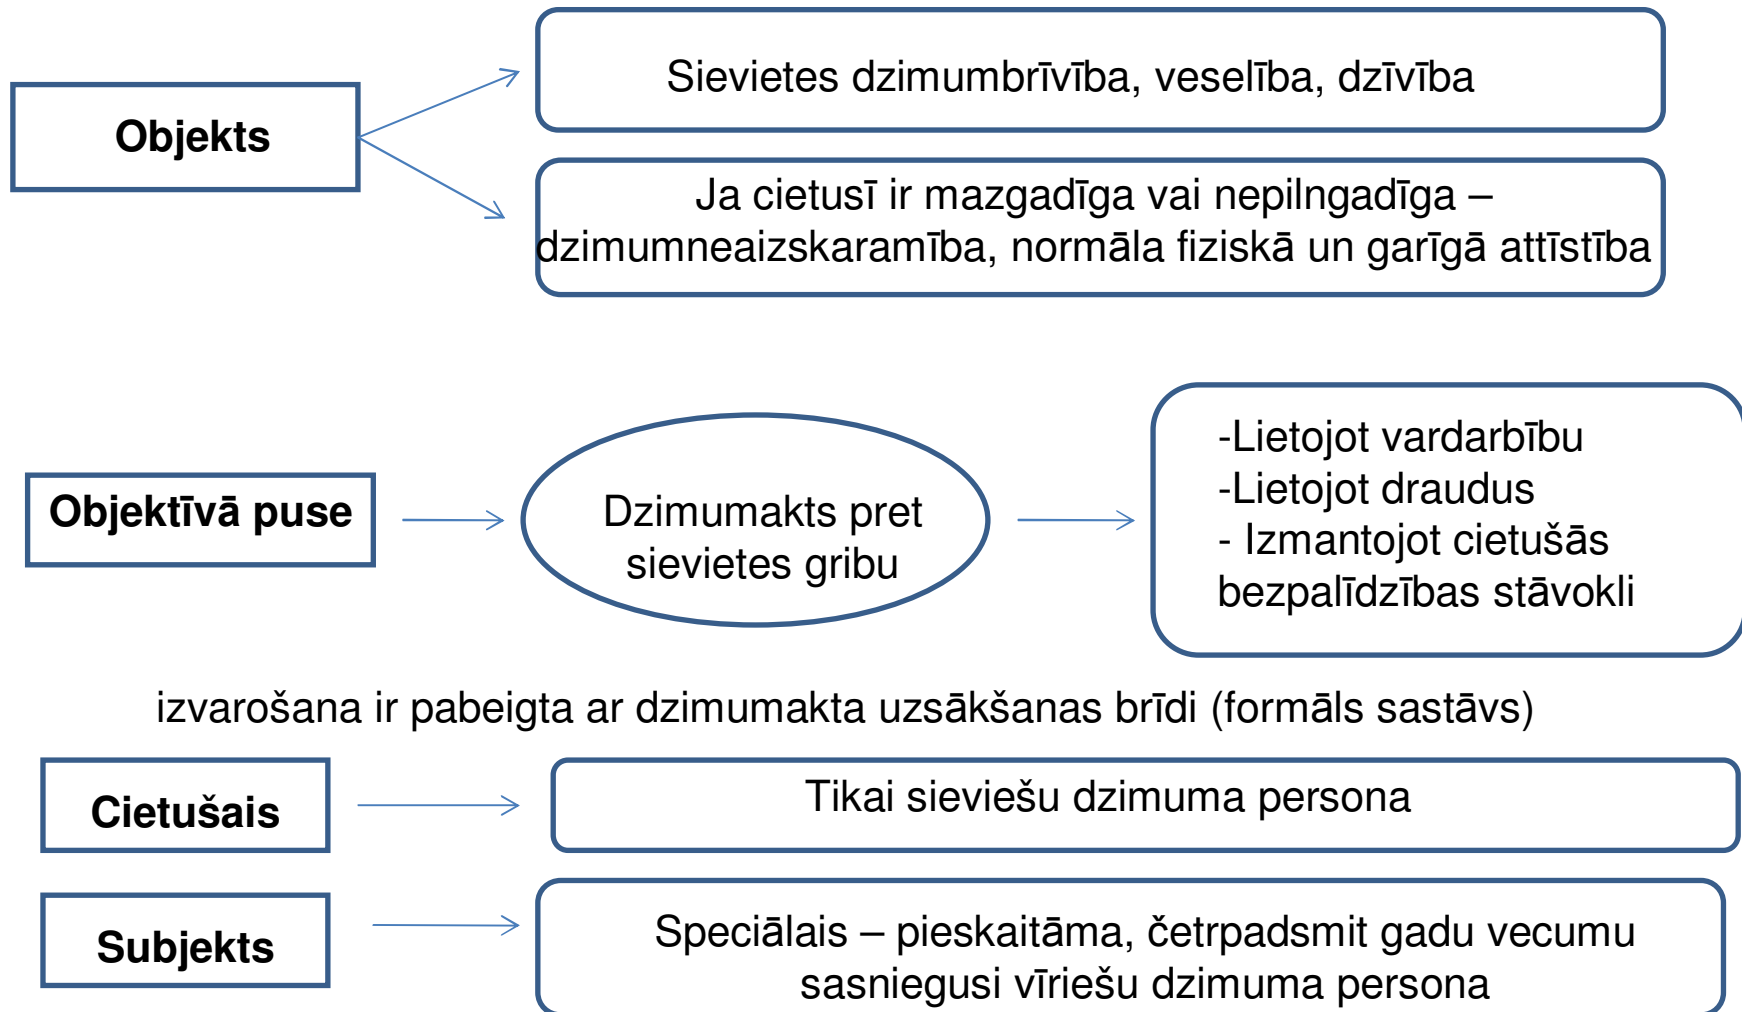 Objekts
Sievietes dzimumbrīvība, veselība, dzīvība
Ja cietusī ir mazgadīga vai nepilngadīga –
dzimumneaizskaramība, normāla fiziskā un garīgā attīstība
Objektīvā puse
Dzimumakts pret
sievietes gribu
-Lietojot vardarbību
-Lietojot draudus
- Izmantojot cietušās
bezpalīdzības stāvokli
izvarošana ir pabeigta ar dzimumakta uzsākšanas brīdi (formāls sastāvs)
Cietušais
Tikai sieviešu dzimuma persona
Subjekts
Speciālais – pieskaitāma, četrpadsmit gadu vecumu
sasniegusi vīriešu dzimuma persona